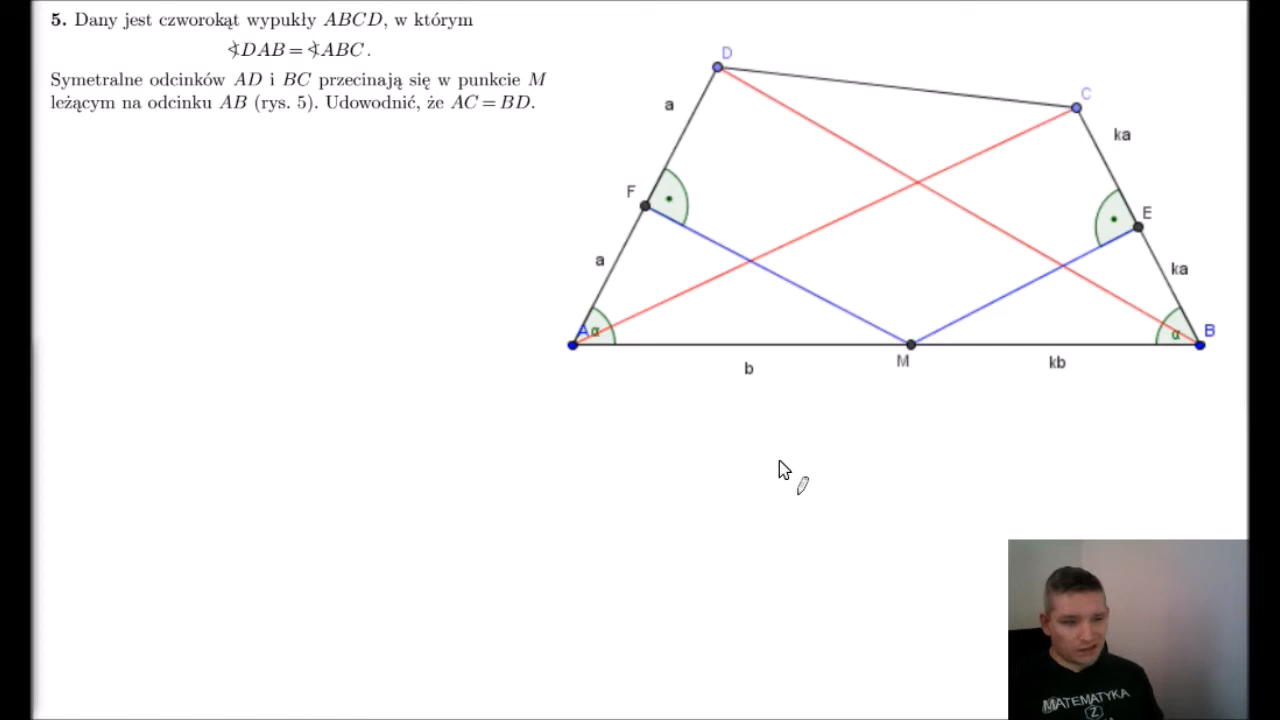 5. Dany jest czworokąt wypukły ABCD, w którym
∢DAB = ∢ABC.
Symetralne odcinków AD i BC przecinają się w punkcie M
leżącym na odcinku AB (rys. 5). Udowodnić, że AC = BD.
D
C
a
ka
F
E
a
ka
A α
α B
b
M
kb
MATEMATYKA
Z